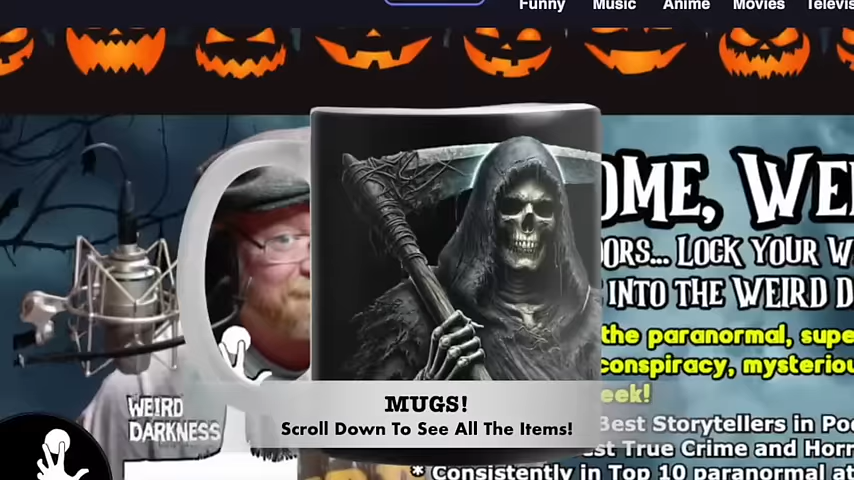 Funny Music Anime Movies
OME, WE
ORS... LOCK YOUR W
INTO THE WEIRD D
the paranormal, supe
conspiracy, mysteriou
eek!
MUGS!
Scroll Down To See All The Items!
WEIRD
DARKNESS
Best Storytellers in Po
st True Crime and Horr
* Consistently in Top 10 paranormal